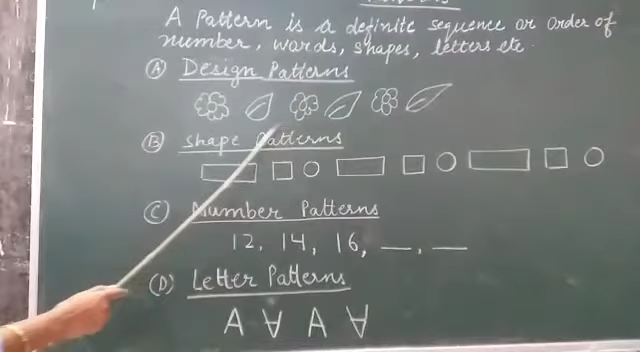 A Pattern is a definite sequence or order of
number, words, shapes, letters etc.
(A) Design Patterns
(B) Shape Patterns
(C) Number Patterns
12, 14, 16, __, __
(D) Letter Patterns
A ∀ A ∀